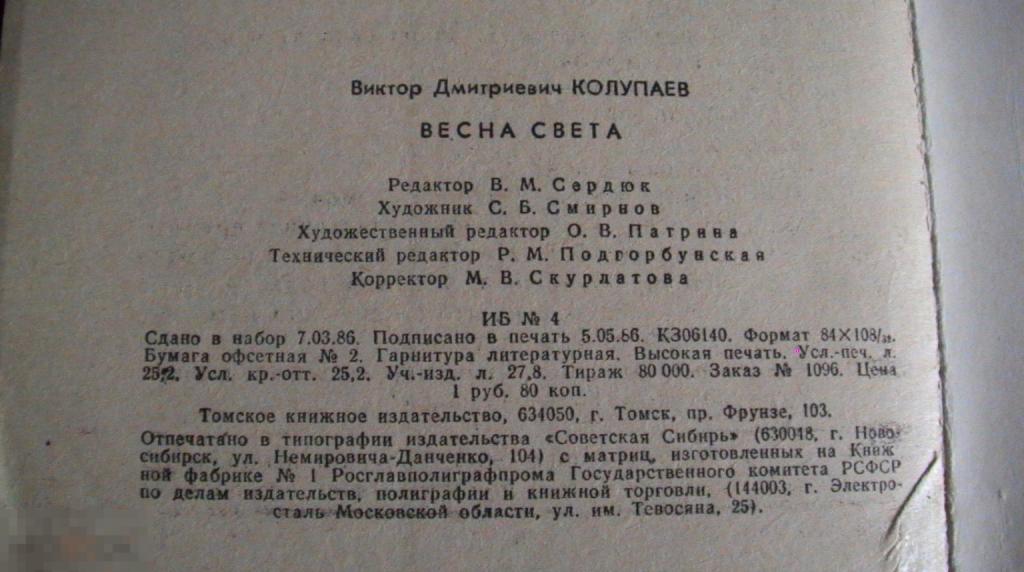 Виктор Дмитриевич КОЛУПАЕВ
ВЕСНА СВЕТА
Редактор В. М. Сердюк
Художник С. Б. Смирнов
Художественный редактор О. В. Патрина
Технический редактор Р. М. Подгорбунская
Корректор М. В. Скурлатова
ИБ № 4
Сдано в набор 7.03.86. Подписано в печать 5.05.86. КЗ06140. Формат 84×108/₃₂.
Бумага офсетная № 2. Гарнитура литературная. Высокая печать. Усл.-печ. л.
25,2. Усл. кр.-отт. 25,2. Уч.-изд. л. 27,8. Тираж 80 000. Заказ № 1096. Цена
1 руб. 80 коп.
Томское книжное издательство, 634050, г. Томск, пр. Фрунзе, 103.
Отпечатано в типографии издательства «Советская Сибирь» (630018, г. Ново-
сибирск, ул. Немировича-Данченко, 104) с матриц, изготовленных на Книж
ной фабрике № 1 Росглавполиграфпрома Государственного комитета РСФСР
по делам издательств, полиграфии и книжной торговли, (144003, г. Электро-
сталь Московской области, ул. им. Тевосяна, 25).